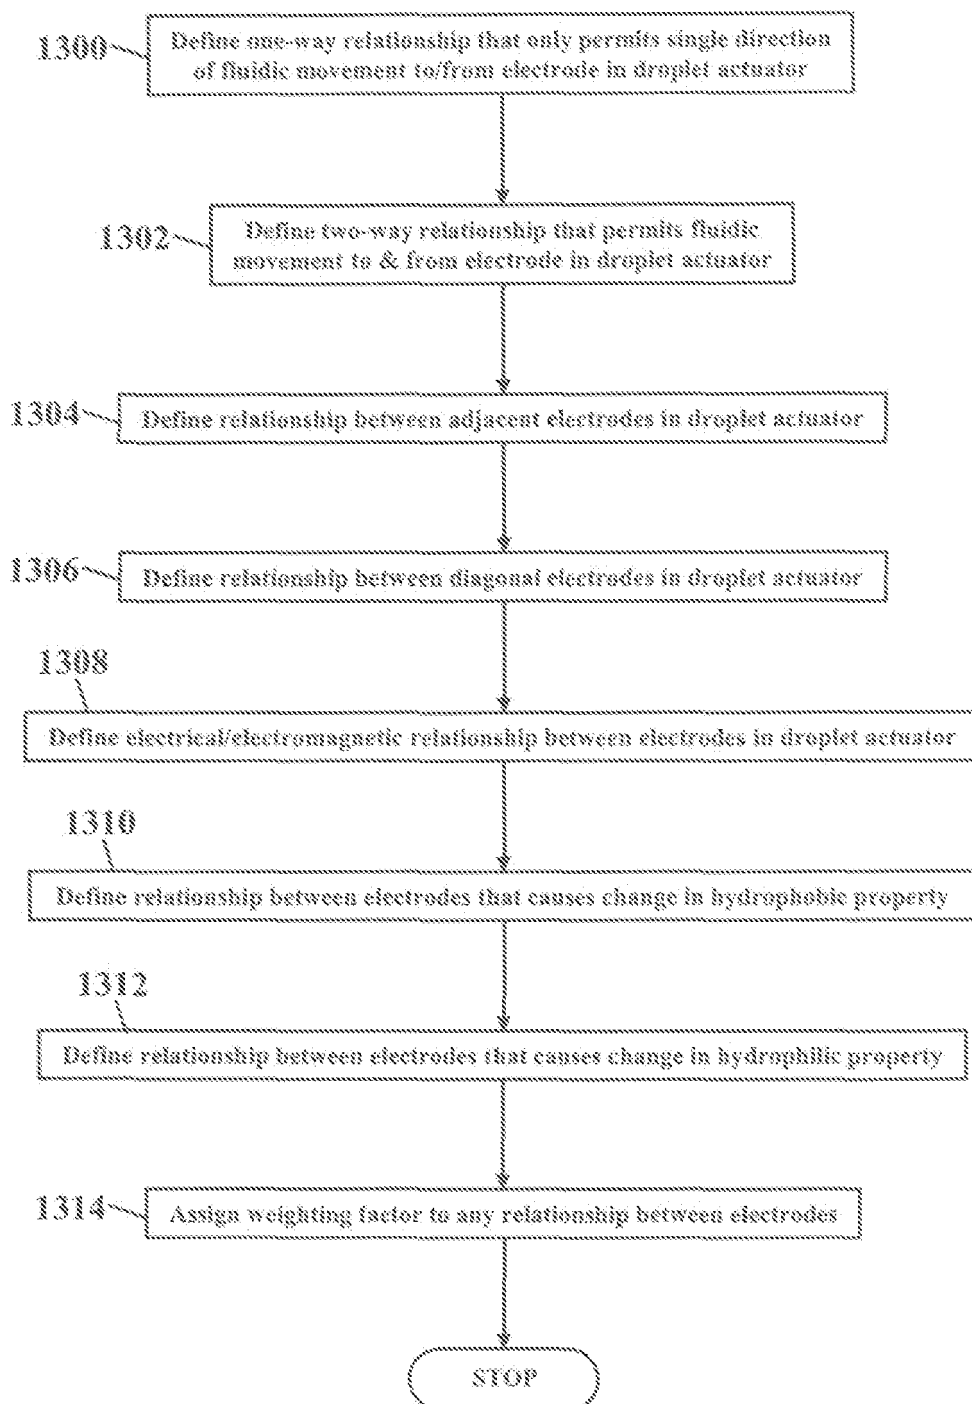 1300
Define one-way relationship that only permits single direction
of fluidic movement to/from electrode in droplet actuator
1302
Define two-way relationship that permits fluidic
movement to & from electrode in droplet actuator
1304
Define relationship between adjacent electrodes in droplet actuator
1306
Define relationship between diagonal electrodes in droplet actuator
1308
Define electrical/electromagnetic relationship between electrodes in droplet actuator
1310
Define relationship between electrodes that causes change in hydrophobic property
1312
Define relationship between electrodes that causes change in hydrophilic property
1314
Assign weighting factor to any relationship between electrodes
STOP